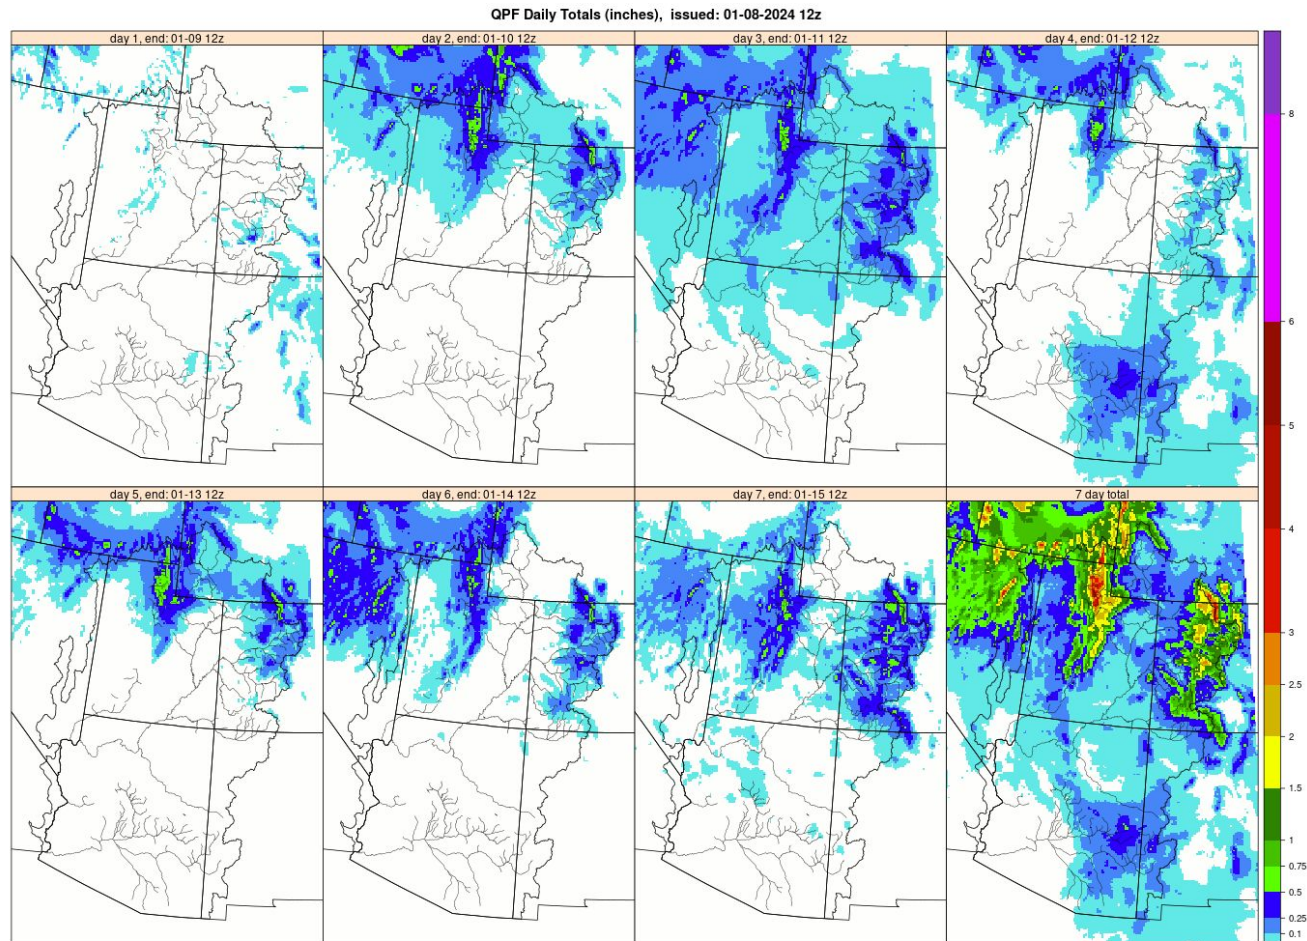 QPF Daily Totals (inches), issued: 01-08-2024 12z
day 1, end: 01-09 12z
day 2, end: 01-10 12z
day 3, end: 01-11 12z
day 4, end: 01-12 12z
day 5, end: 01-13 12z
day 6, end: 01-14 12z
day 7, end: 01-15 12z
7 day total
8
6
5
4
3
2.5
2
1.5
1
0.75
0.5
0.25
0.1